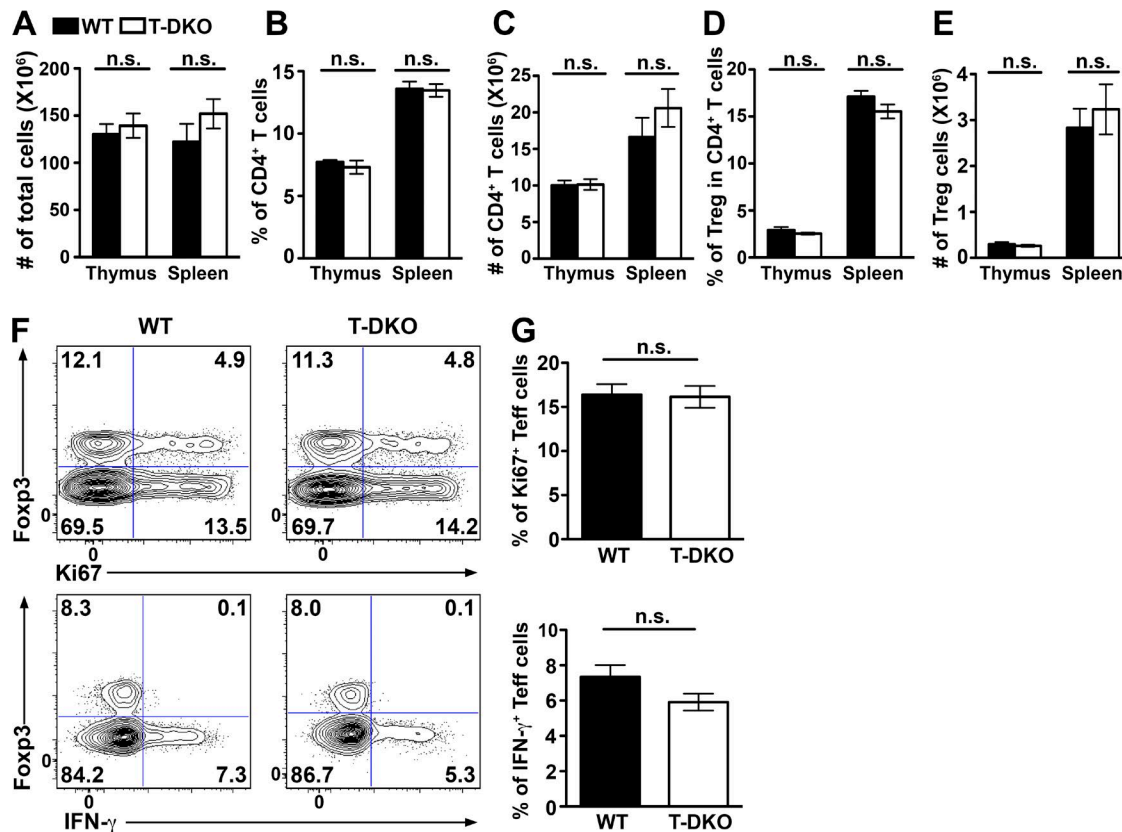 A
WT T-DKO
# of total cells (X10⁶)
200
150
100
50
0
n.s. n.s.
Thymus Spleen
B
% of CD4⁺ T cells
15
10
5
0
n.s. n.s.
Thymus Spleen
C
# of CD4⁺ T cells (X10⁶)
25
20
15
10
5
0
n.s. n.s.
Thymus Spleen
D
% of Treg in CD4⁺ T cells
20
15
10
5
0
n.s. n.s.
Thymus Spleen
E
# of Treg cells (X10⁶)
4
3
2
1
0
n.s. n.s.
Thymus Spleen
F
WT T-DKO
Foxp3
12.1 4.9
69.5 13.5
0
0
11.3 4.8
69.7 14.2
0
0
Ki67
Foxp3
8.3 0.1
84.2 7.3
0
0
8.0 0.1
86.7 5.3
0
0
IFN-γ
G
% of Ki67⁺ Teff cells
20
15
10
5
0
n.s.
WT T-DKO
% of IFN-γ⁺ Teff cells
10
8
6
4
2
0
n.s.
WT T-DKO